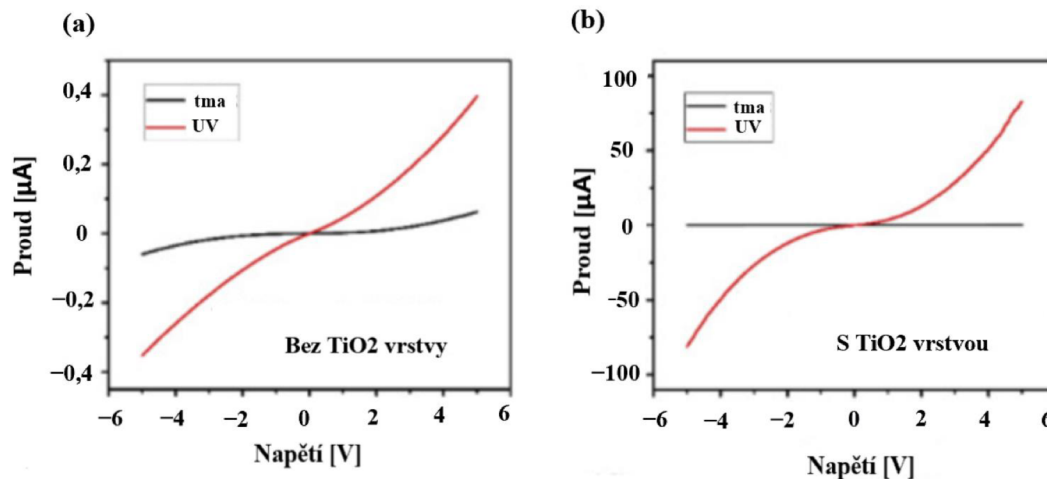 (a)
tma
UV
0,4
0,2
0
−0,2
−0,4
Proud [µA]
Bez TiO2 vrstvy
−6 −4 −2 0 2 4 6
Napětí [V]
(b)
tma
UV
100
50
0
−50
−100
Proud [µA]
S TiO2 vrstvou
−6 −4 −2 0 2 4 6
Napětí [V]